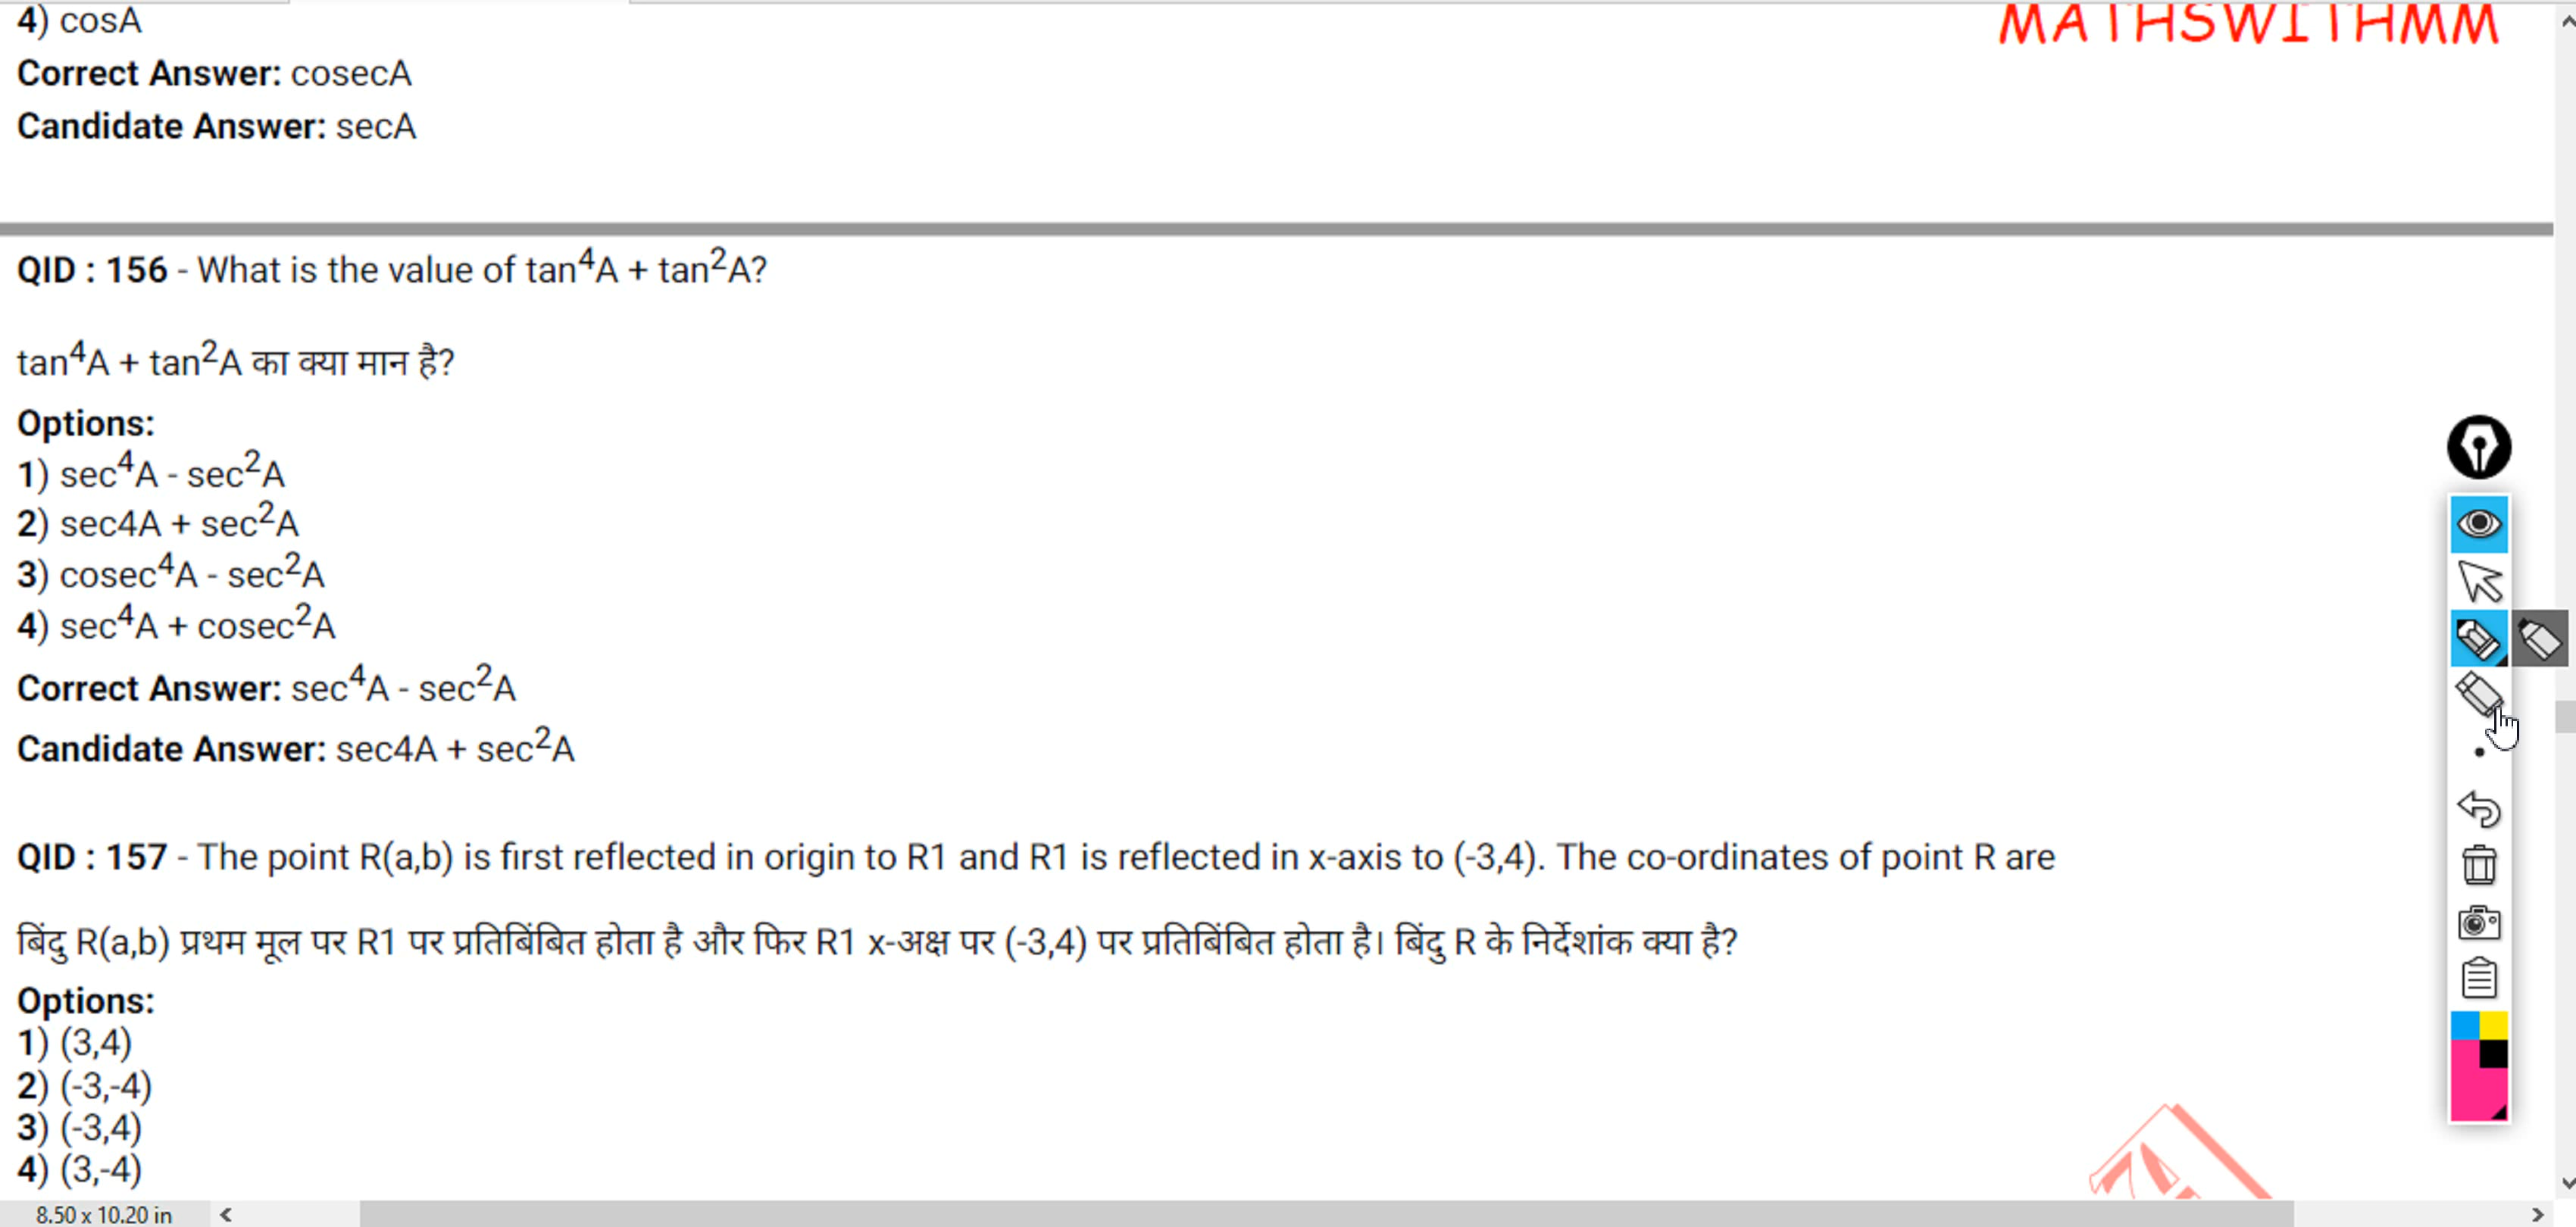 4) cosA
MATHSWITHMM
Correct Answer: cosecA
Candidate Answer: secA
QID : 156 - What is the value of tan⁴A + tan²A?
tan⁴A + tan²A का क्या मान है?
Options:
1) sec⁴A - sec²A
2) sec4A + sec²A
3) cosec⁴A - sec²A
4) sec⁴A + cosec²A
Correct Answer: sec⁴A - sec²A
Candidate Answer: sec4A + sec²A
QID : 157 - The point R(a,b) is first reflected in origin to R1 and R1 is reflected in x-axis to (-3,4). The co-ordinates of point R are
बिंदु R(a,b) प्रथम मूल पर R1 पर प्रतिबिंबित होता है और फिर R1 x-अक्ष पर (-3,4) पर प्रतिबिंबित होता है। बिंदु R के निर्देशांक क्या है?
Options:
1) (3,4)
2) (-3,-4)
3) (-3,4)
4) (3,-4)
8.50 x 10.20 in